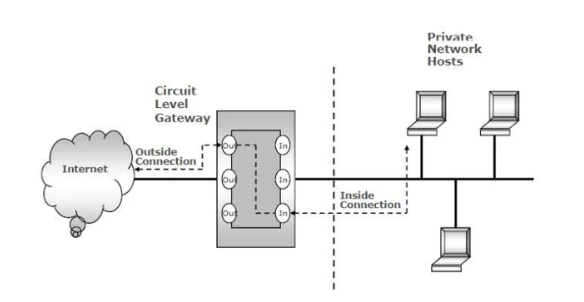 Private
Network
Hosts
Circuit
Level
Gateway
Outside
Connection
Internet
Out
In
Out
In
Out
In
Inside
Connection